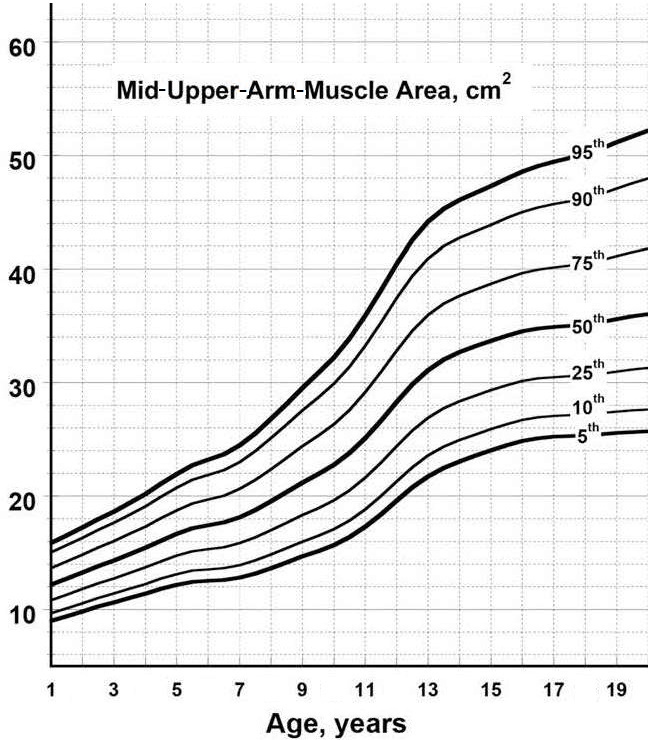 60
Mid-Upper-Arm-Muscle Area, cm²
95th
50
90th
75th
40
50th
30
25th
10th
5th
20
10
1 3 5 7 9 11 13 15 17 19
Age, years